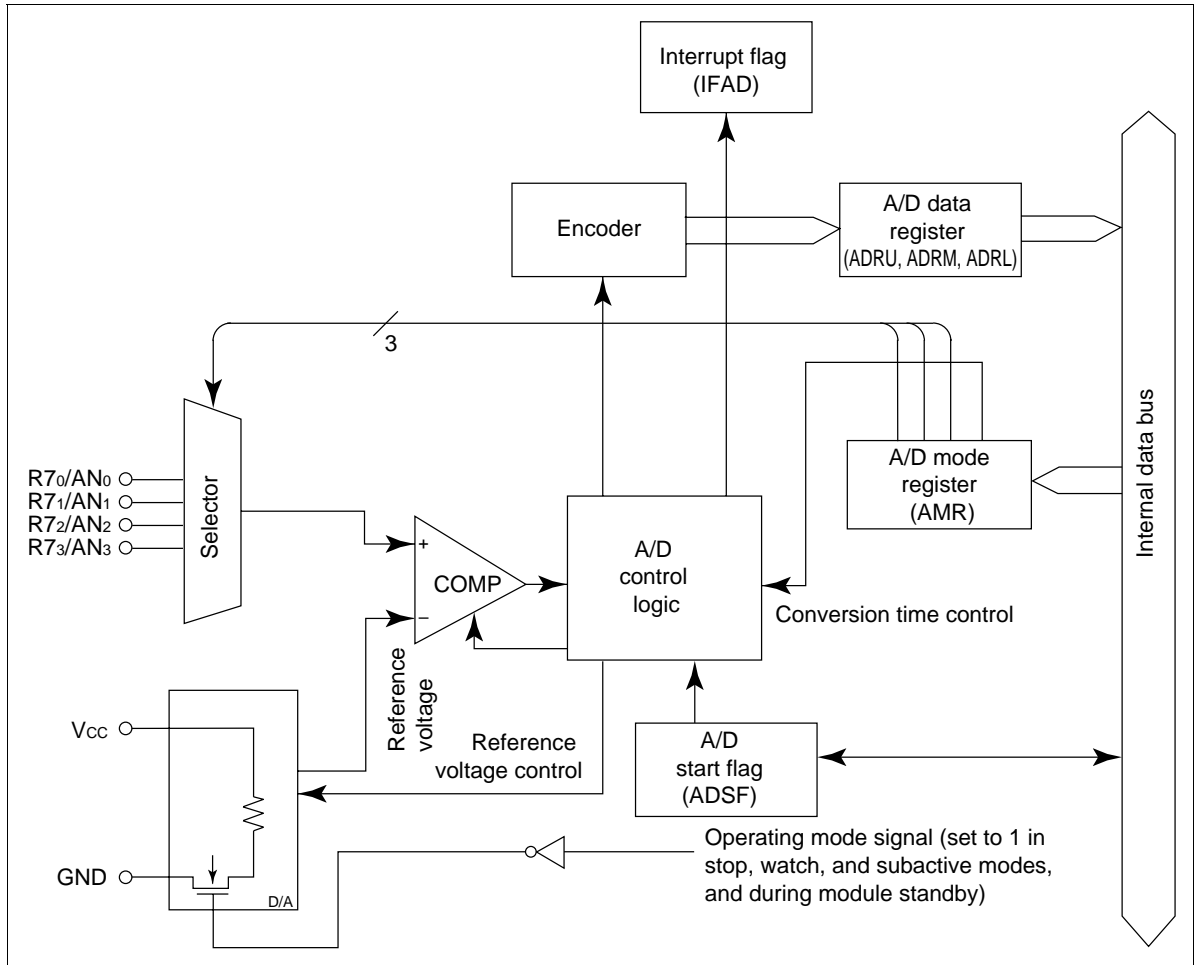 Interrupt flag
(IFAD)
Encoder
A/D data
register
(ADRU, ADRM, ADRL)
3
Internal data bus
R70/AN0
R71/AN1
R72/AN2
R73/AN3
Selector
A/D mode
register
(AMR)
+
COMP
–
A/D
control
logic
Conversion time control
Reference
voltage
VCC
Reference
voltage control
A/D
start flag
(ADSF)
GND
D/A
Operating mode signal (set to 1 in
stop, watch, and subactive modes,
and during module standby)